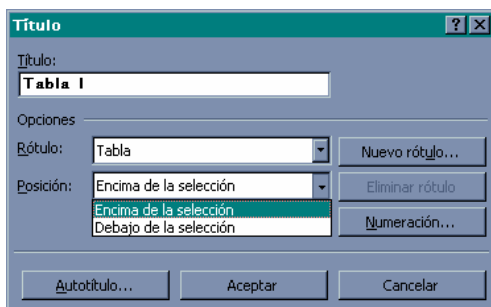 Título
Título:
Tabla I
Opciones
Rótulo:
Tabla
Nuevo rótulo...
Posición:
Encima de la selección
Eliminar rótulo
Encima de la selección
Debajo de la selección
Numeración...
Autotítulo...
Aceptar
Cancelar